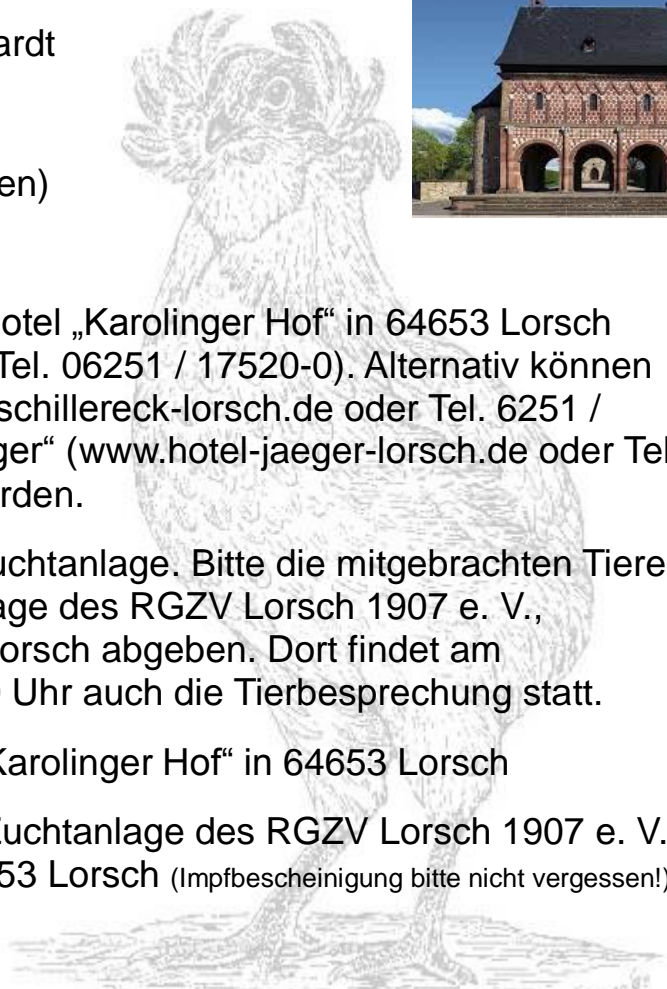 ardt
en)
otel „Karolinger Hof“ in 64653 Lorsch
Tel. 06251 / 17520-0). Alternativ können
schillereck-lorsch.de oder Tel. 6251 /
ger“ (www.hotel-jaeger-lorsch.de oder Tel
rden.
uchtanlage. Bitte die mitgebrachten Tiere
age des RGZV Lorsch 1907 e. V.,
orsch abgeben. Dort findet am
Uhr auch die Tierbesprechung statt.
Karolinger Hof“ in 64653 Lorsch
Zuchtanlage des RGZV Lorsch 1907 e. V.
53 Lorsch (Impfbescheinigung bitte nicht vergessen!)